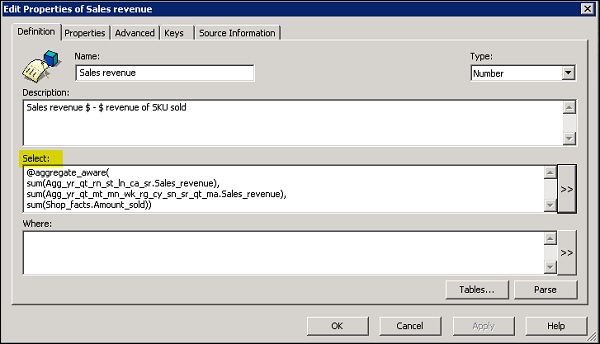 Edit Properties of Sales revenue
Definition Properties Advanced Keys Source Information
Name: Type:
Sales revenue Number
Description:
Sales revenue $ - $ revenue of SKU sold
Select:
@aggregate_aware(
sum(Agg_yr_qt_rn_st_ln_ca_sr.Sales_revenue),
sum(Agg_yr_qt_mt_mn_wk_rg_cy_sn_sr_qt_ma.Sales_revenue),
sum(Shop_facts.Amount_sold))
>>
Where:
>>
Tables... Parse
OK Cancel Apply Help